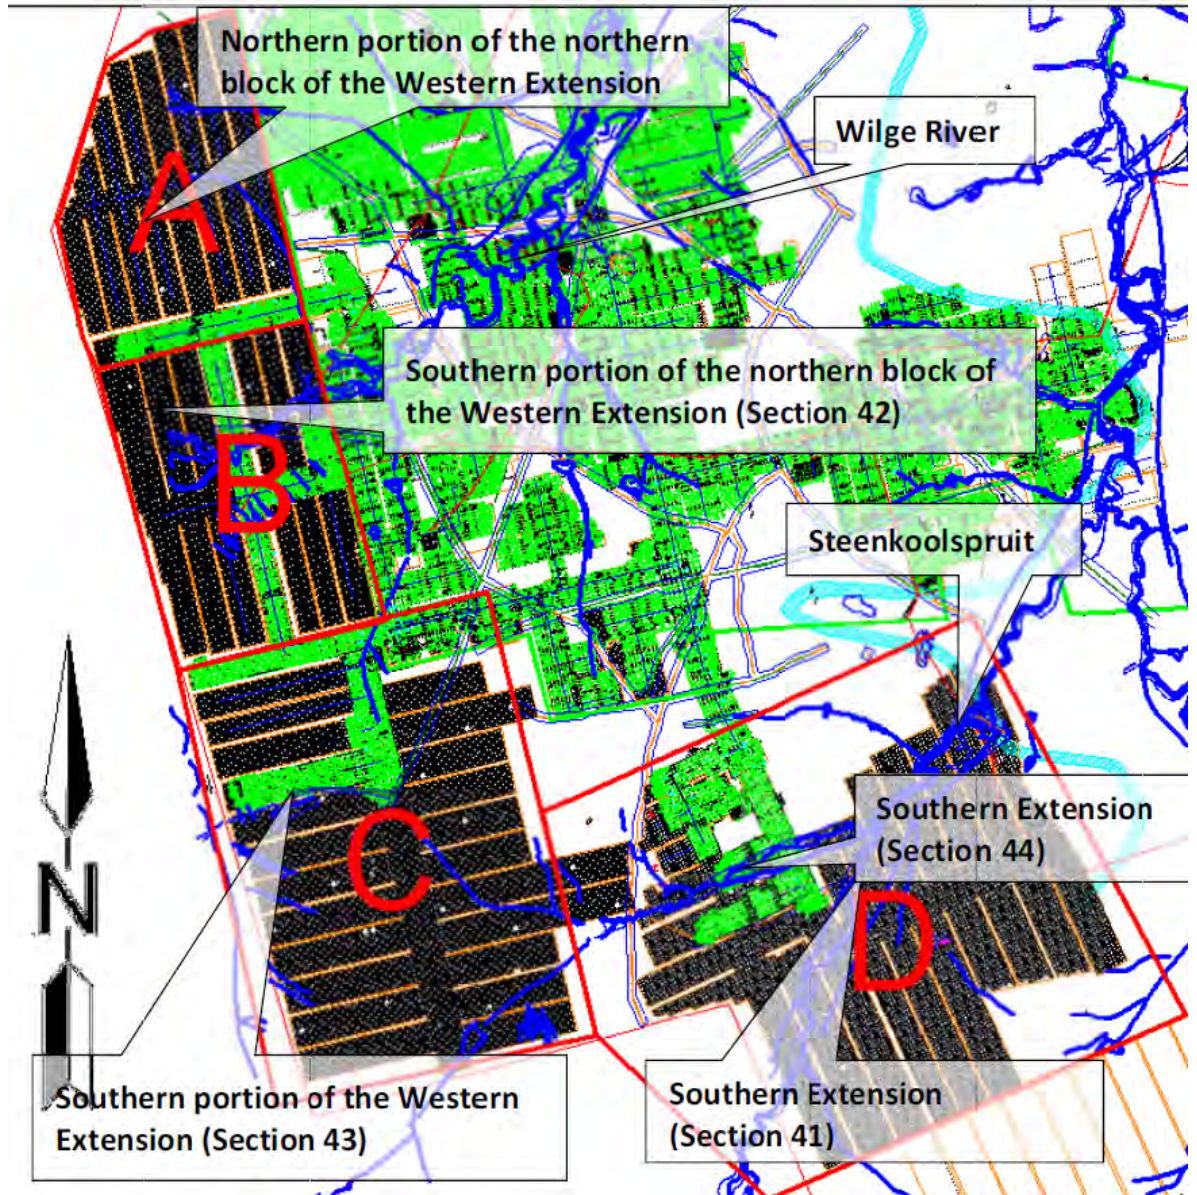 Northern portion of the northern
block of the Western Extension
Wilge River
A
Southern portion of the northern block of
the Western Extension (Section 42)
B
Steenkoolspruit
Southern Extension
(Section 44)
C
D
N
Southern portion of the Western
Extension (Section 43)
Southern Extension
(Section 41)